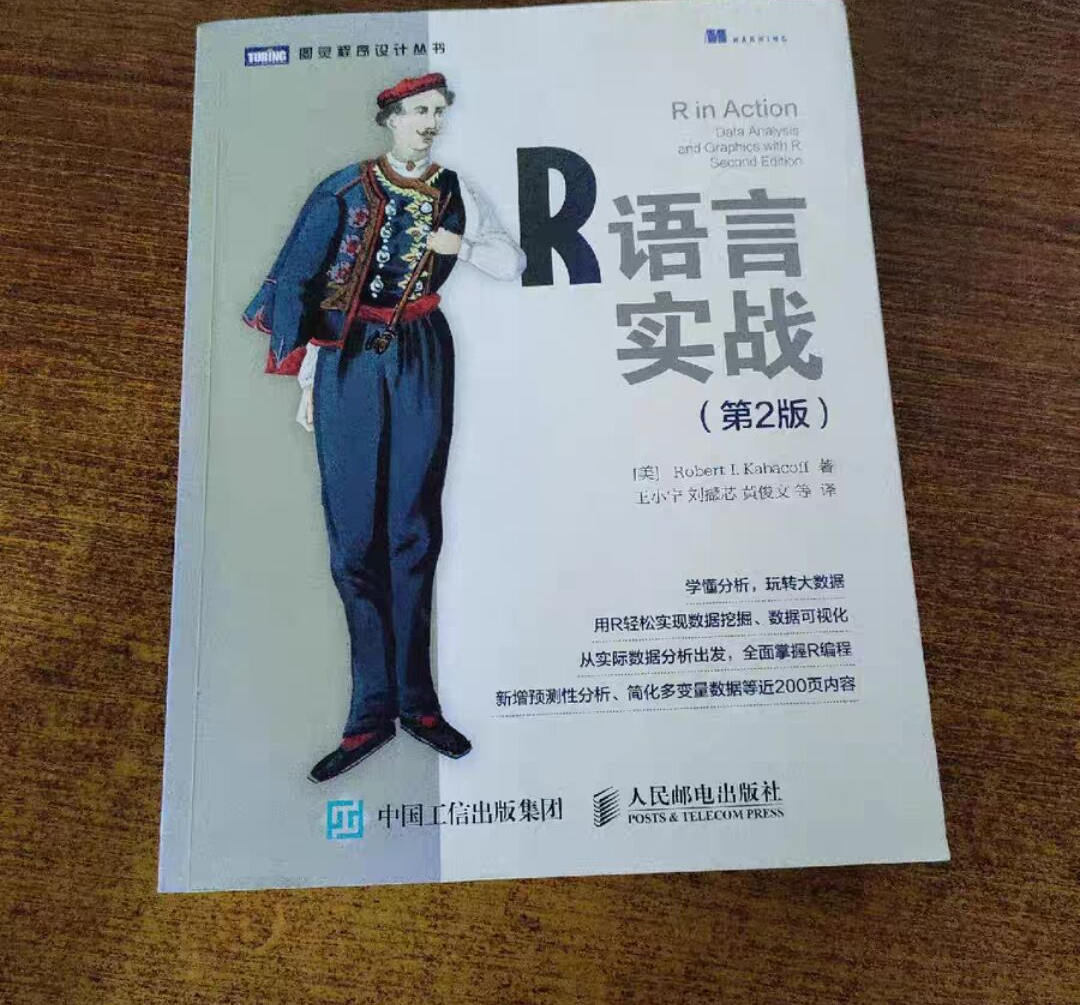 TURING 图灵程序设计丛书
MANNING
R in Action
Data Analysis
and Graphics with R
Second Edition
R语言
实战
（第2版）
[美] Robert I. Kabacoff 著
王小宁 刘撷芯 黄俊文 等 译
学懂分析，玩转大数据
用R轻松实现数据挖掘、数据可视化
从实际数据分析出发，全面掌握R编程
新增预测性分析、简化多变量数据等近200页内容
中国工信出版集团
人民邮电出版社
POSTS & TELECOM PRESS